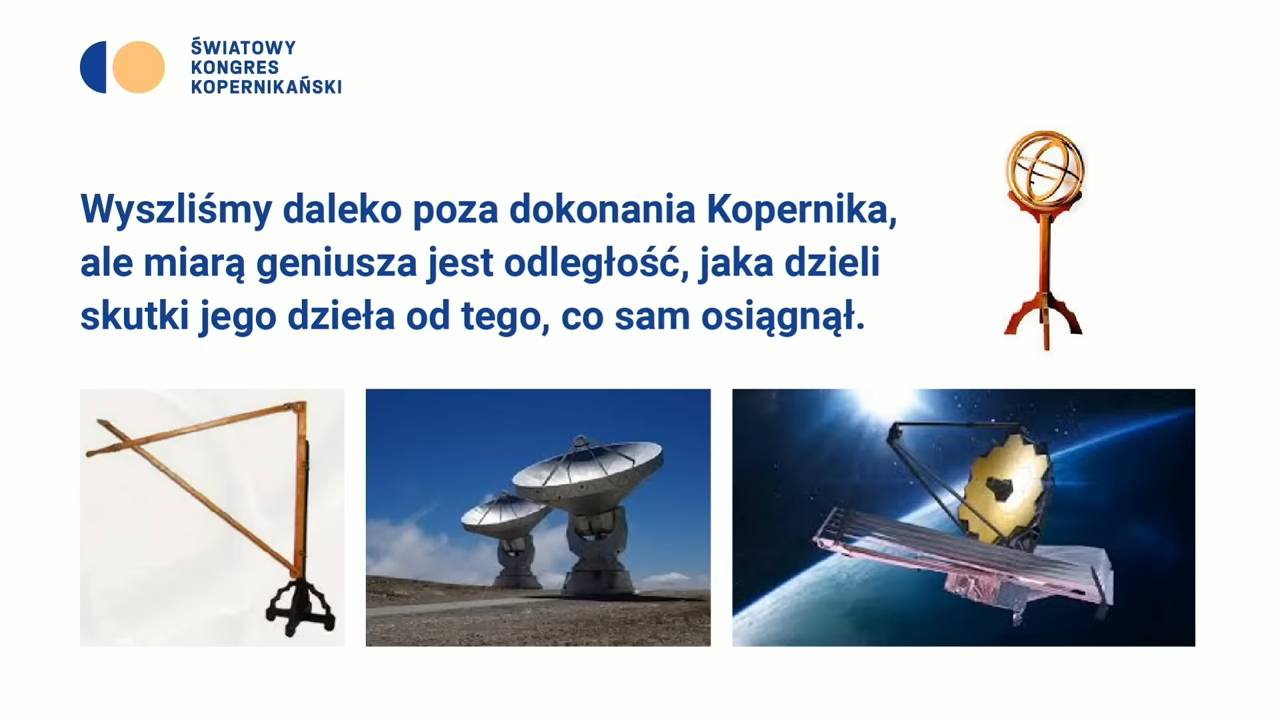 ŚWIATOWY
KONGRES
KOPERNIKAŃSKI
Wyszliśmy daleko poza dokonania Kopernika,
ale miarą geniusza jest odległość, jaka dzieli
skutki jego dzieła od tego, co sam osiągnął.